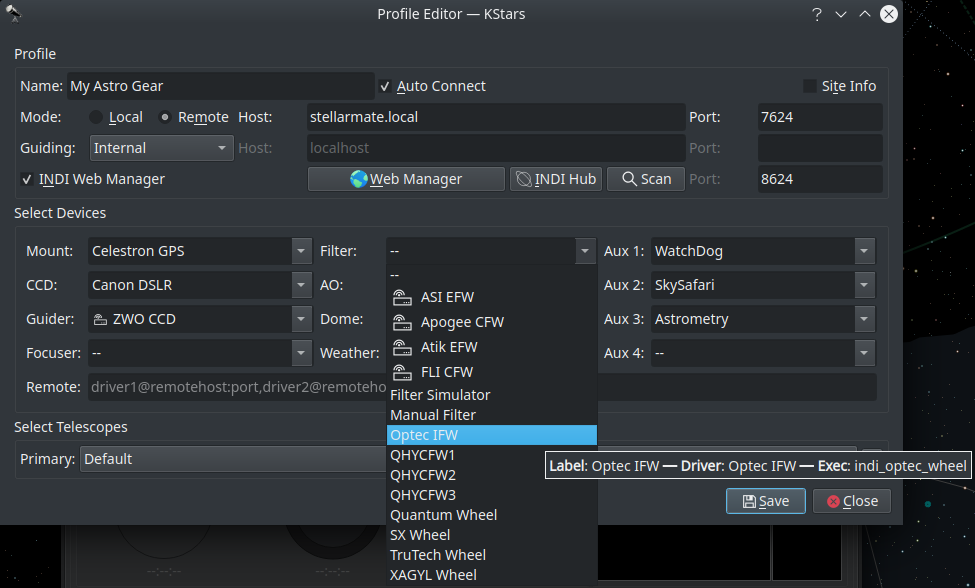 Profile Editor — KStars ?
Profile
Name: My Astro Gear Auto Connect Site Info
Mode: Local Remote Host: stellarmate.local Port: 7624
Guiding: Internal Host: localhost Port:
INDI Web Manager Web Manager INDI Hub Scan Port: 8624
Select Devices
Mount: Celestron GPS Filter: -- Aux 1: WatchDog
CCD: Canon DSLR AO: Aux 2: SkySafari
Guider: ZWO CCD Dome: Aux 3: Astrometry
Focuser: -- Weather: Aux 4: --
Remote: driver1@remotehost:port,driver2@remoteho
--
ASI EFW
Apogee CFW
Atik EFW
FLI CFW
Filter Simulator
Manual Filter
Optec IFW
QHYCFW1
QHYCFW2
QHYCFW3
Quantum Wheel
SX Wheel
TruTech Wheel
XAGYL Wheel
Select Telescopes
Primary: Default
Label: Optec IFW — Driver: Optec IFW — Exec: indi_optec_wheel
Save Close
--:--:-- --:--:--